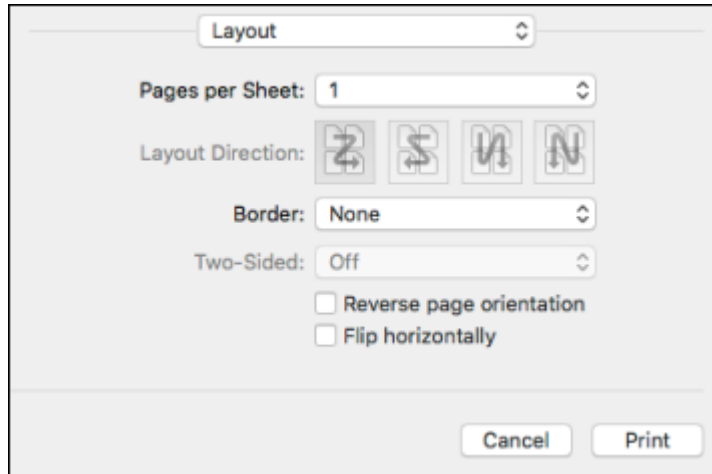 Layout
Pages per Sheet: 1
Layout Direction:
Border: None
Two-Sided: Off
Reverse page orientation
Flip horizontally
Cancel Print